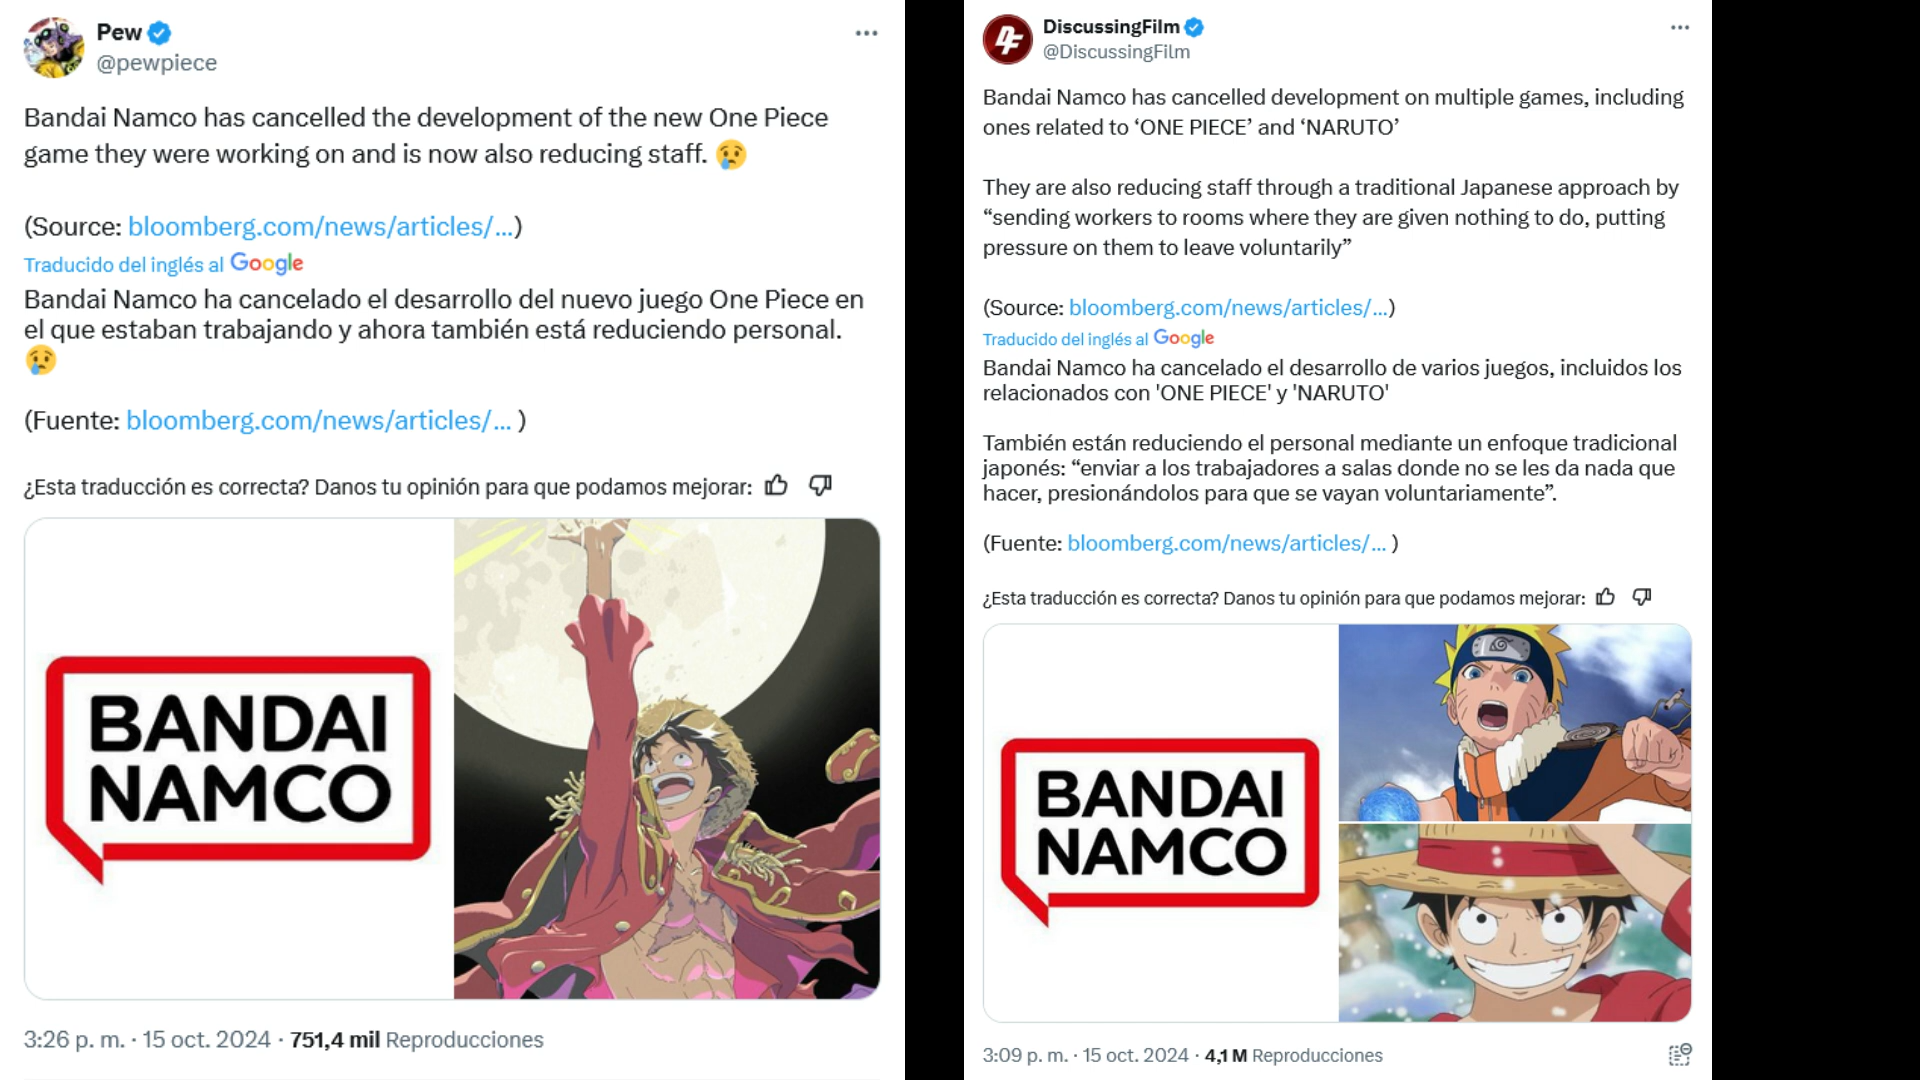 Pew
@pewpiece
Bandai Namco has cancelled the development of the new One Piece
game they were working on and is now also reducing staff. 😢
(Source: bloomberg.com/news/articles/...)
Traducido del inglés al Google
Bandai Namco ha cancelado el desarrollo del nuevo juego One Piece en
el que estaban trabajando y ahora también está reduciendo personal.
😢
(Fuente: bloomberg.com/news/articles/... )
¿Esta traducción es correcta? Danos tu opinión para que podamos mejorar:
BANDAI
NAMCO
3:26 p. m. · 15 oct. 2024 · 751,4 mil Reproducciones
DiscussingFilm
@DiscussingFilm
Bandai Namco has cancelled development on multiple games, including
ones related to ‘ONE PIECE’ and ‘NARUTO’
They are also reducing staff through a traditional Japanese approach by
“sending workers to rooms where they are given nothing to do, putting
pressure on them to leave voluntarily”
(Source: bloomberg.com/news/articles/...)
Traducido del inglés al Google
Bandai Namco ha cancelado el desarrollo de varios juegos, incluidos los
relacionados con 'ONE PIECE' y 'NARUTO'
También están reduciendo el personal mediante un enfoque tradicional
japonés: “enviar a los trabajadores a salas donde no se les da nada que
hacer, presionándolos para que se vayan voluntariamente”.
(Fuente: bloomberg.com/news/articles/... )
¿Esta traducción es correcta? Danos tu opinión para que podamos mejorar:
BANDAI
NAMCO
3:09 p. m. · 15 oct. 2024 · 4,1 M Reproducciones